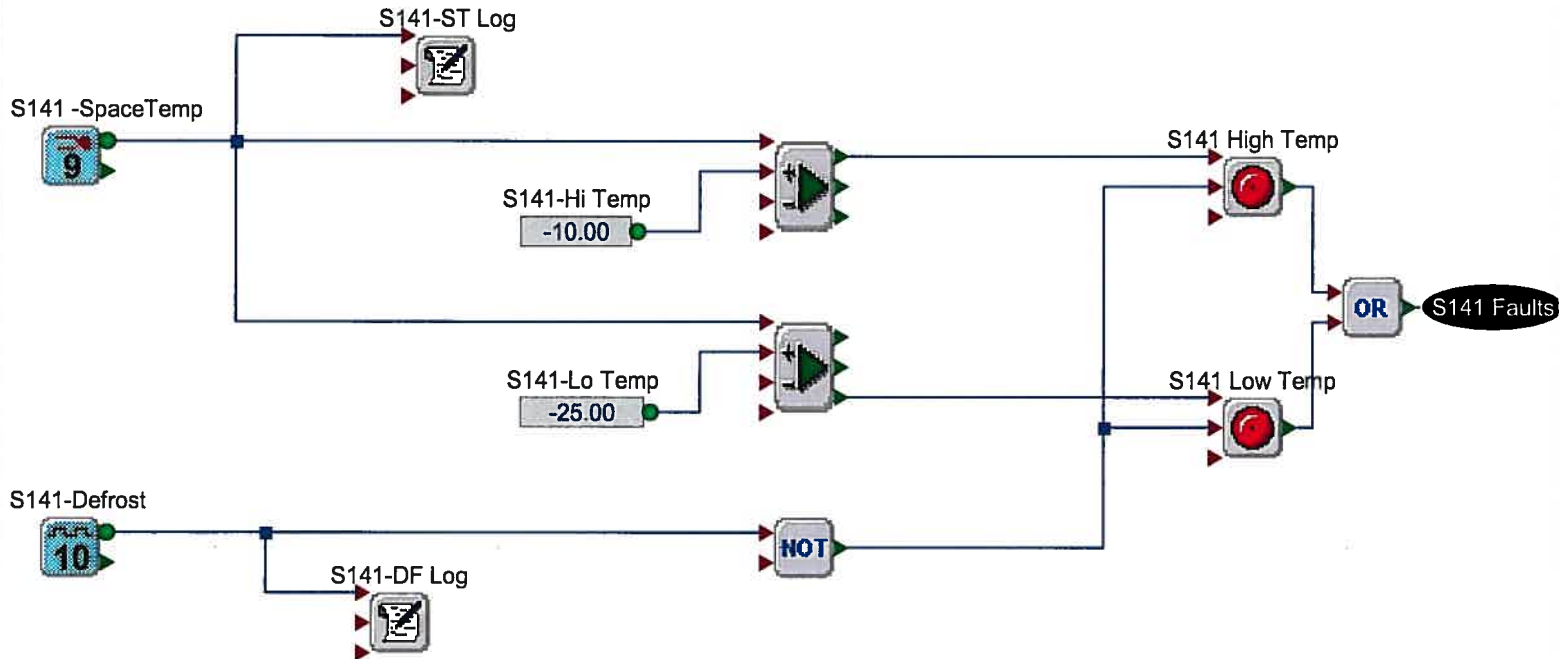 S141-ST Log
S141 -SpaceTemp
9
S141 High Temp
S141-Hi Temp
-10.00
OR
S141 Faults
S141-Lo Temp
-25.00
S141 Low Temp
S141-Defrost
10
NOT
S141-DF Log